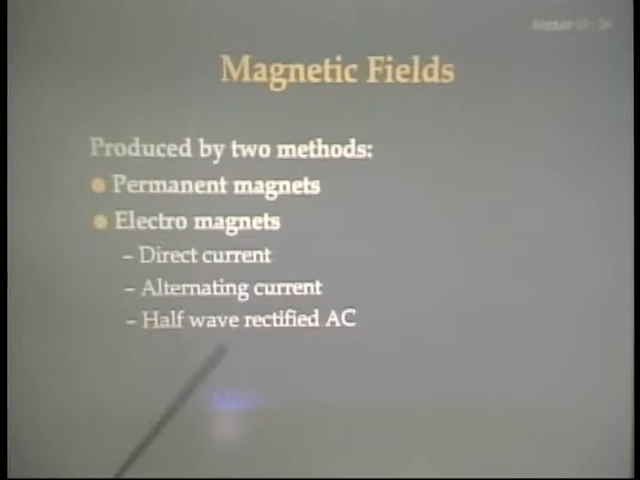 Magnetic Fields
Produced by two methods:
● Permanent magnets
● Electro magnets
– Direct current
– Alternating current
– Half wave rectified AC